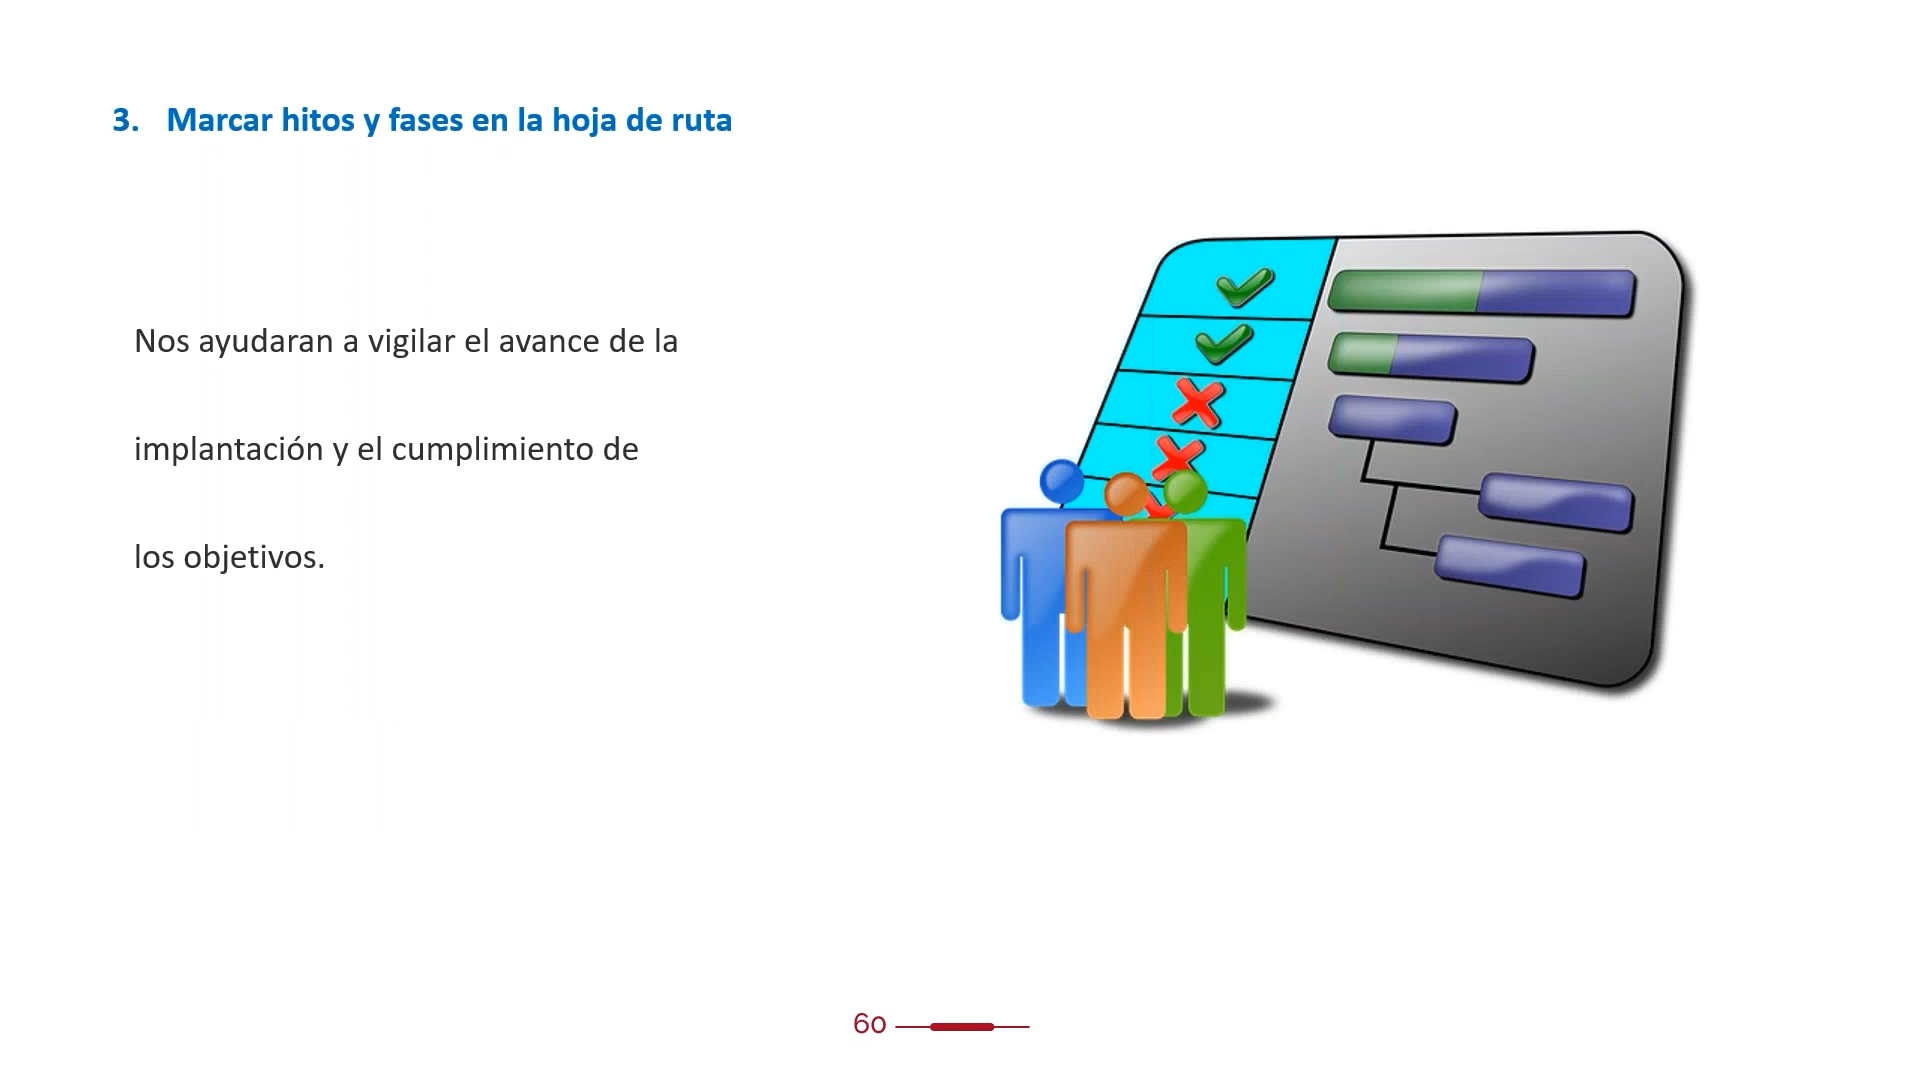 3. Marcar hitos y fases en la hoja de ruta
Nos ayudaran a vigilar el avance de la
implantación y el cumplimiento de
los objetivos.
60